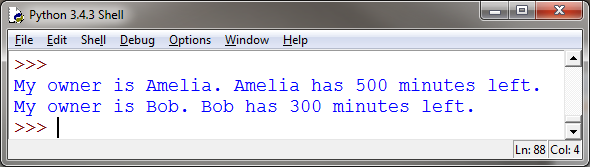 Python 3.4.3 Shell
File Edit Shell Debug Options Window Help
>>>
My owner is Amelia. Amelia has 500 minutes left.
My owner is Bob. Bob has 300 minutes left.
>>>
Ln: 88 Col: 4